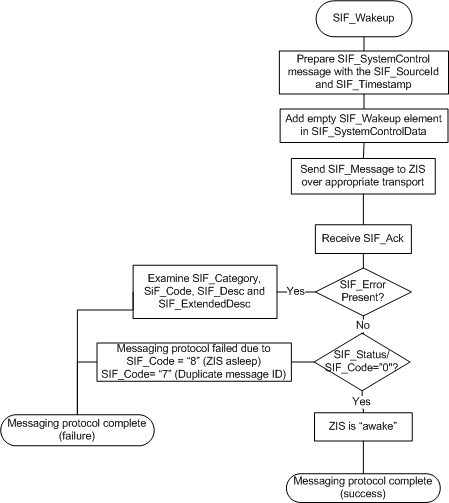 SIF_Wakeup
Prepare SIF_SystemControl
message with the SIF_SourceId
and SIF_Timestamp
Add empty SIF_Wakeup element
in SIF_SystemControlData
Send SIF_Message to ZIS
over appropriate transport
Receive SIF_Ack
SIF_Error
Present?
Yes
Examine SIF_Category,
SiF_Code, SIF_Desc and
SIF_ExtendedDesc
No
SIF_Status/
SIF_Code="0"?
Messaging protocol failed due to
SIF_Code = “8” (ZIS asleep)
SIF_Code= “7” (Duplicate message ID)
Yes
ZIS is “awake”
Messaging protocol complete
(failure)
Messaging protocol complete
(success)